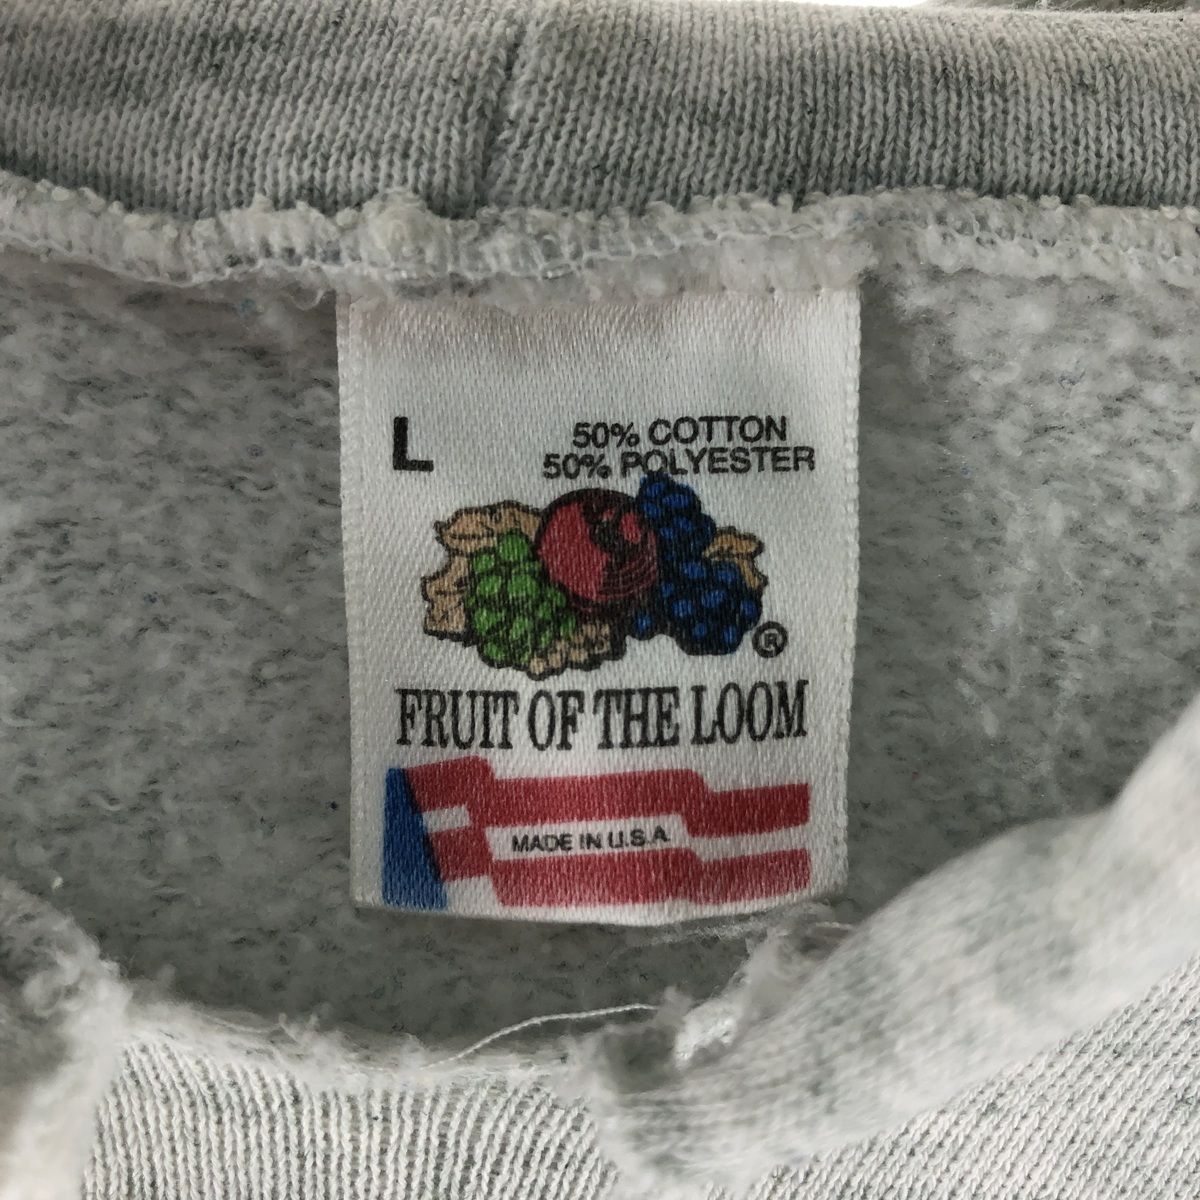 L
50% COTTON
50% POLYESTER
®
FRUIT OF THE LOOM
MADE IN U.S.A.